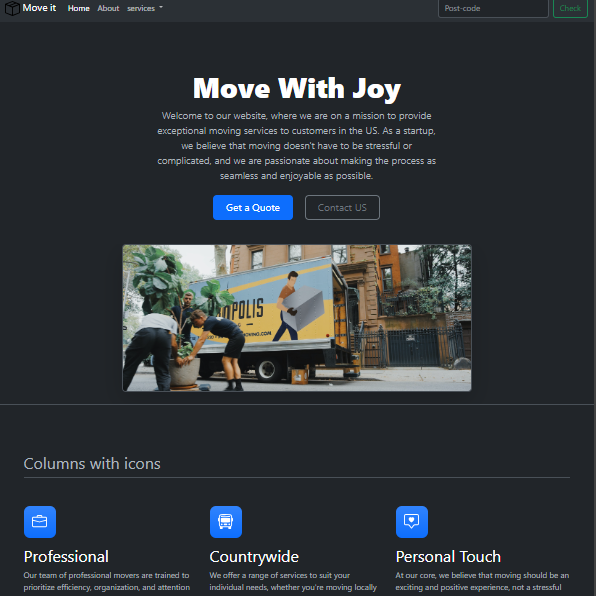 Move it Home About services Post-code Check
Move With Joy
Welcome to our website, where we are on a mission to provide
exceptional moving services to customers in the US. As a startup,
we believe that moving doesn't have to be stressful or
complicated, and we are passionate about making the process as
seamless and enjoyable as possible.
Get a Quote Contact US
OPOLIS
MOVING.COM
Columns with icons
Professional
Our team of professional movers are trained to
prioritize efficiency, organization, and attention
Countrywide
We offer a range of services to suit your
individual needs, whether you're moving locally
Personal Touch
At our core, we believe that moving should be an
exciting and positive experience, not a stressful